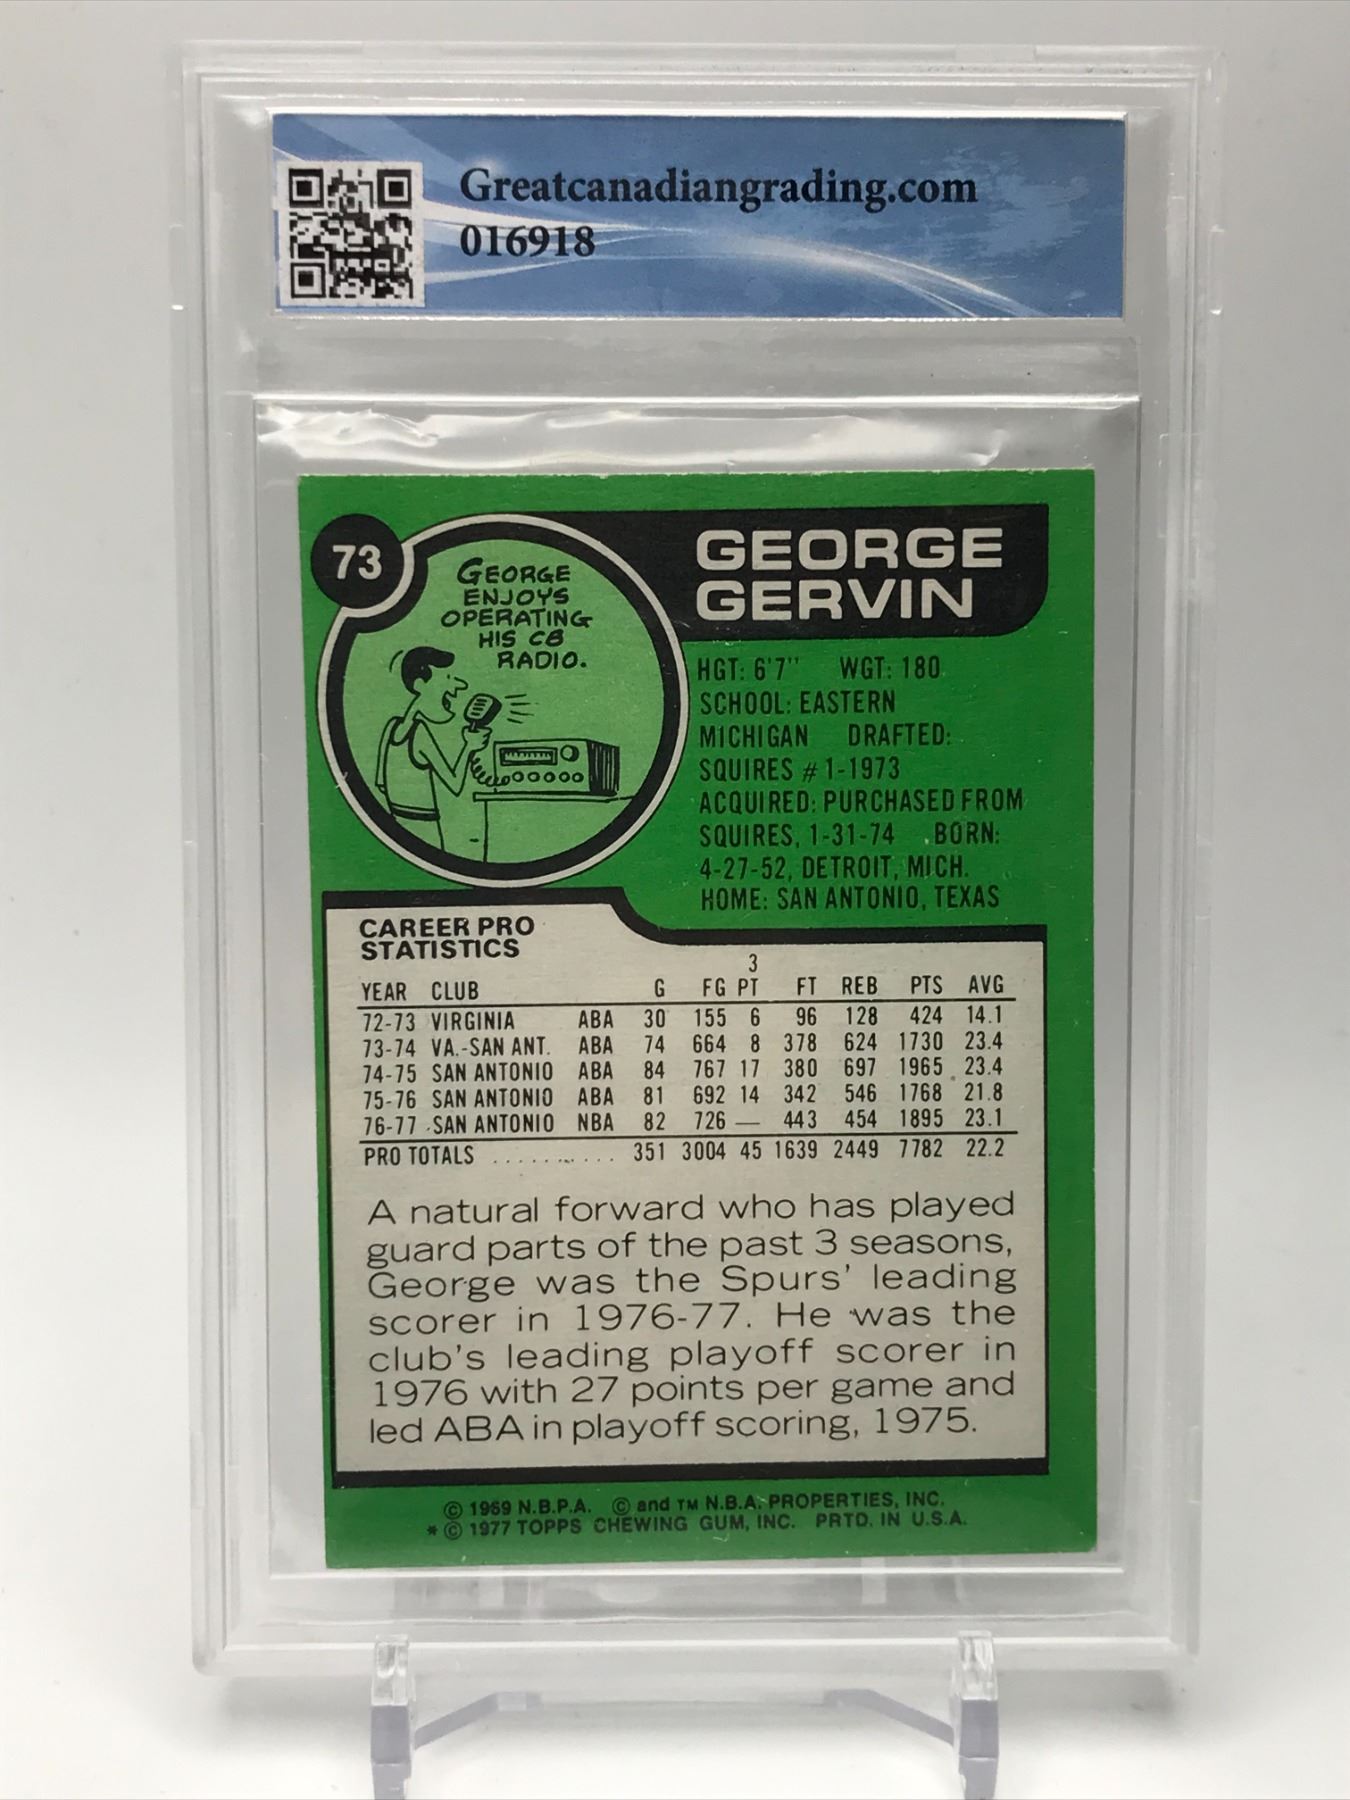 Greatcanadiangrading.com
016918
73
GEORGE
ENJOYS
OPERATING
HIS CB
RADIO.
GEORGE
GERVIN
HGT: 6'7" WGT: 180
SCHOOL: EASTERN
MICHIGAN DRAFTED:
SQUIRES #1-1973
ACQUIRED: PURCHASED FROM
SQUIRES, 1-31-74 BORN:
4-27-52, DETROIT, MICH.
HOME: SAN ANTONIO, TEXAS
CAREER PRO
STATISTICS
3
YEAR CLUB G FG PT FT REB PTS AVG
72-73 VIRGINIA ABA 30 155 6 96 128 424 14.1
73-74 VA.-SAN ANT. ABA 74 664 8 378 624 1730 23.4
74-75 SAN ANTONIO ABA 84 767 17 380 697 1965 23.4
75-76 SAN ANTONIO ABA 81 692 14 342 546 1768 21.8
76-77 SAN ANTONIO NBA 82 726 — 443 454 1895 23.1
PRO TOTALS ............ 351 3004 45 1639 2449 7782 22.2
A natural forward who has played
guard parts of the past 3 seasons,
George was the Spurs' leading
scorer in 1976-77. He was the
club's leading playoff scorer in
1976 with 27 points per game and
led ABA in playoff scoring, 1975.
© 1969 N.B.P.A. © and TM N.B.A. PROPERTIES, INC.
* © 1977 TOPPS CHEWING GUM, INC. PRTD. IN U.S.A.